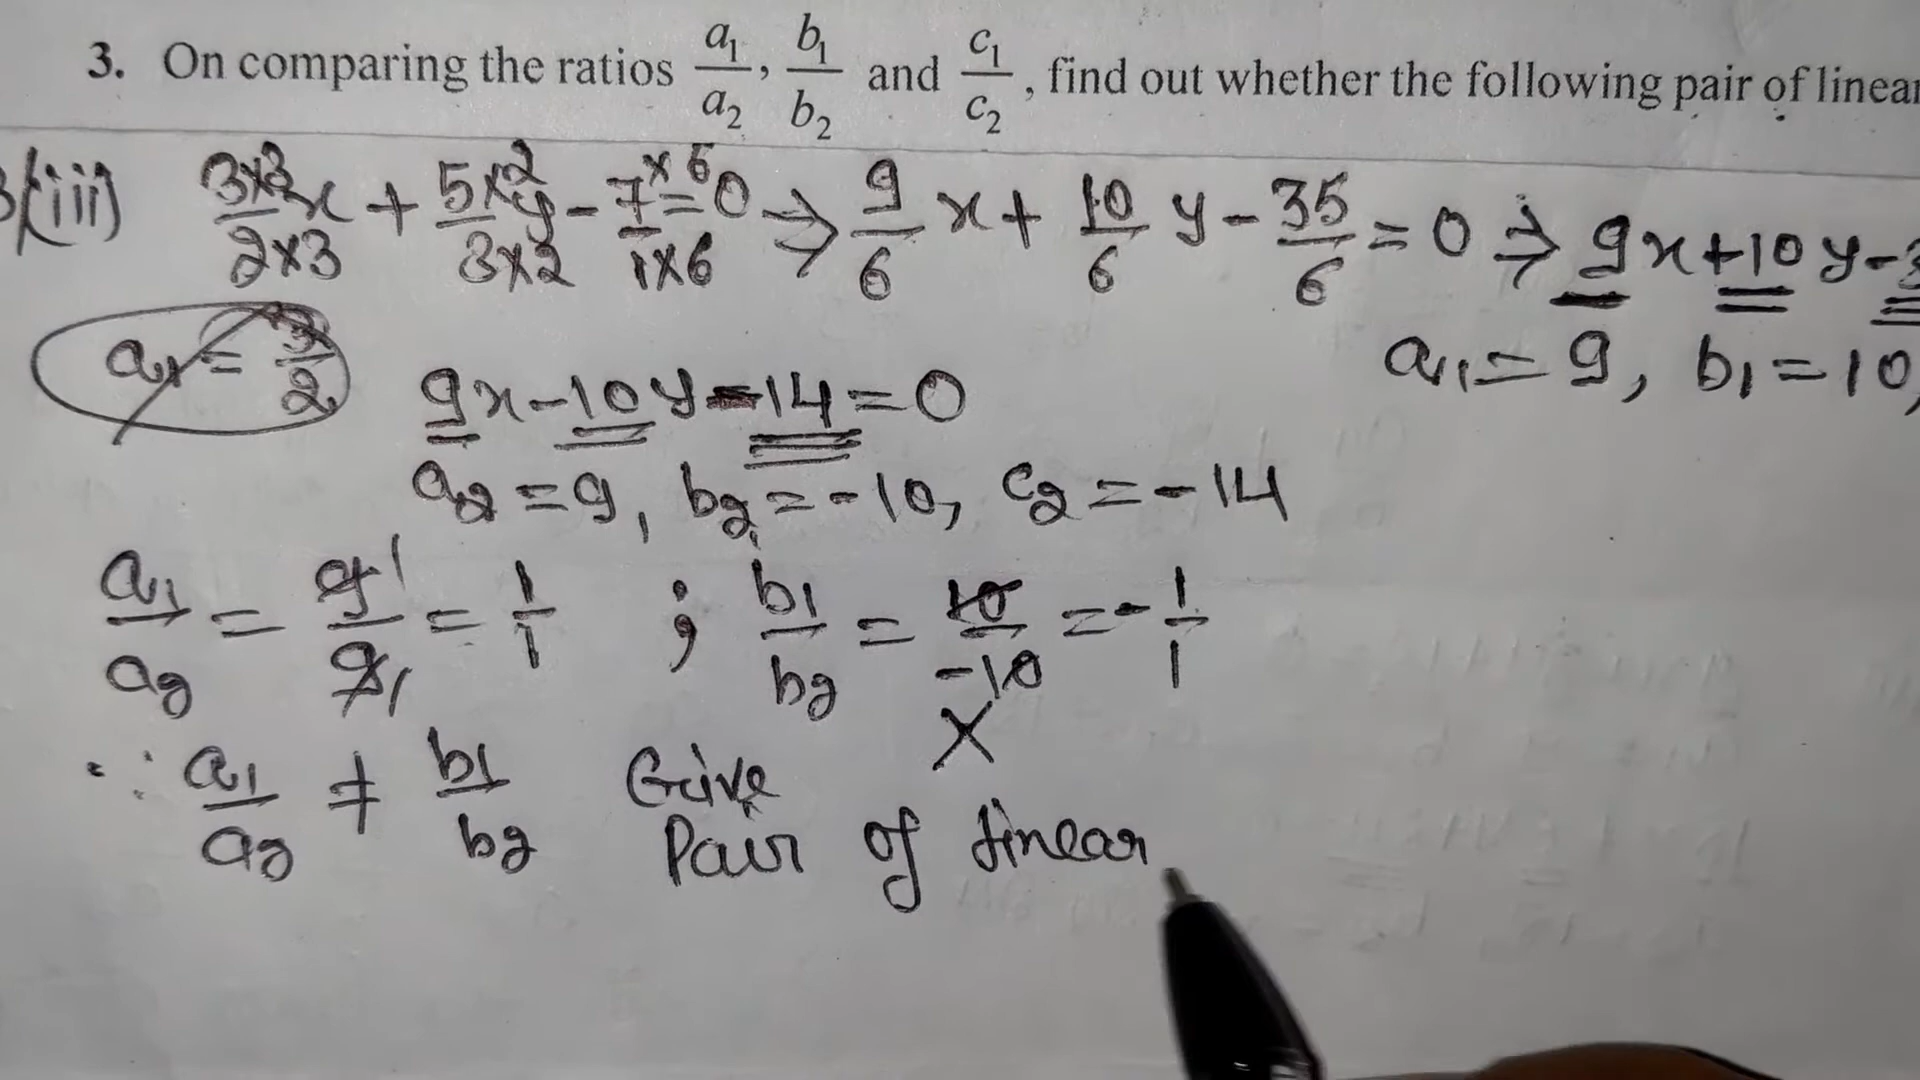 3. On comparing the ratios a₁/a₂, b₁/b₂ and c₁/c₂, find out whether the following pair of linear
3(iii) 3×3/2×3 x + 5×2/3×2 y - 7×6/1×6 = 0 ⇒ 9/6 x + 10/6 y - 35/6 = 0 ⇒ 9x+10y-3
a₁ = 3/2
a₁ = 9, b₁ = 10,
9x-10y-14=0
a₂ = 9, b₂ = -10, c₂ = -14
a₁/a₂ = 9¹/9₁ = 1/1 ; b₁/b₂ = 10/-10 = -1/1
X
∵ a₁/a₂ ≠ b₁/b₂ Give
Pair of linear